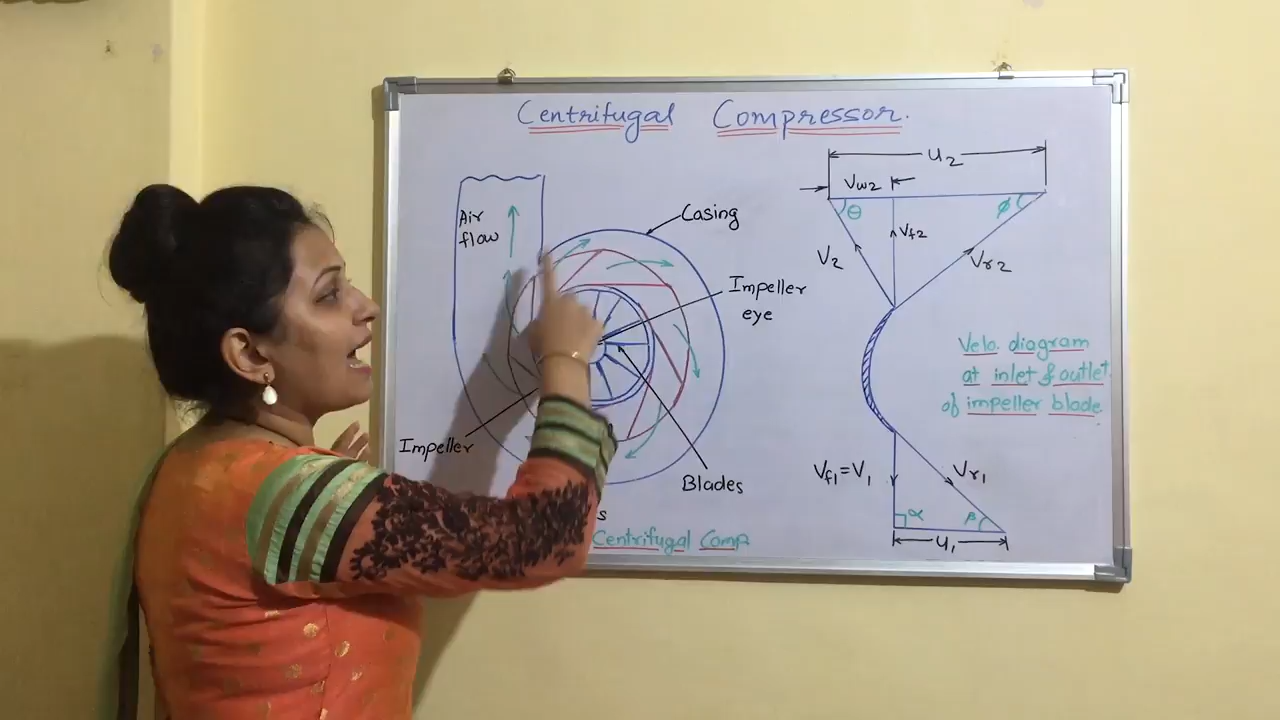 Centrifugal Compressor.
Air
flow
Casing
Impeller
eye
Impeller
Blades
s
Centrifugal Comp
U2
Vw2
θ
φ
Vf2
V2
Vr2
Velo. diagram
at inlet & outlet
of impeller blade
Vf1=V1
Vr1
α
β
U1